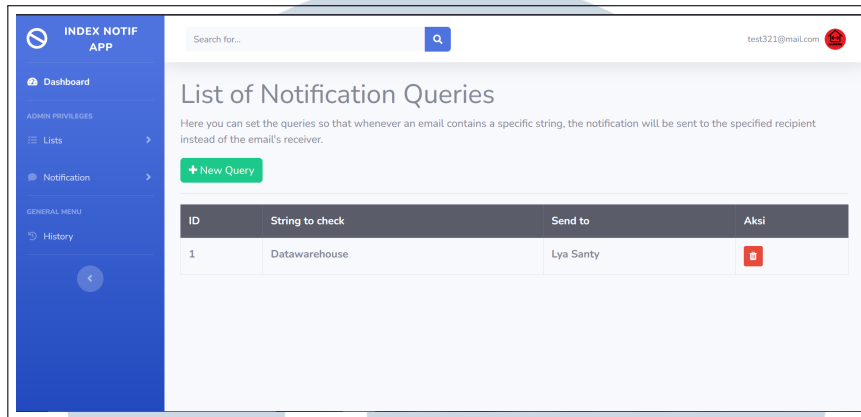 INDEX NOTIF
APP
Search for...
test321@mail.com
Dashboard
List of Notification Queries
ADMIN PRIVILEGES
Here you can set the queries so that whenever an email contains a specific string, the notification will be sent to the specified recipient
instead of the email's receiver.
Lists
New Query
Notification
GENERAL MENU
ID String to check Send to Aksi
History
1 Datawarehouse Lya Santy